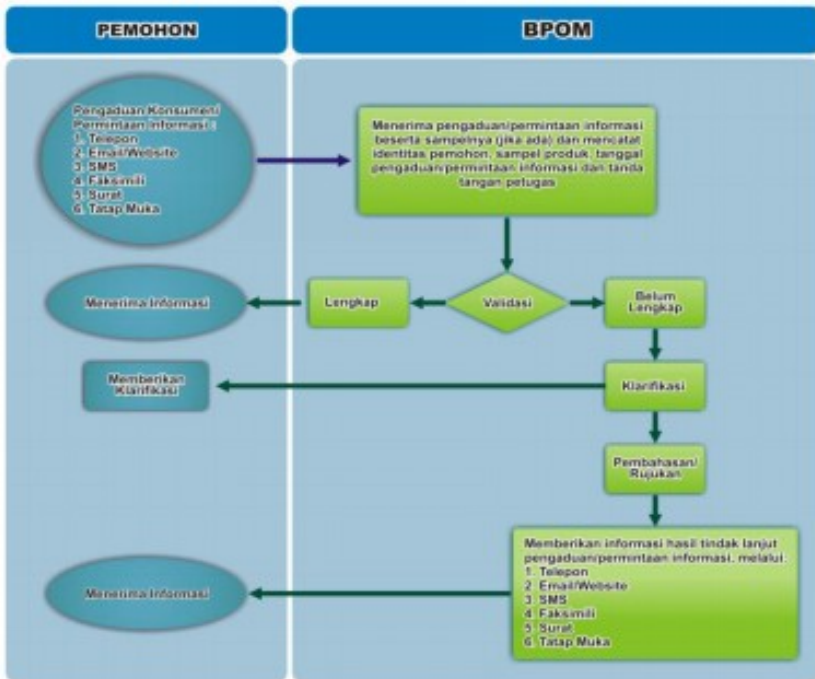 PEMOHON
BPOM
Pengaduan Konsumen/
Permintaan Informasi :
1. Telepon
2. Email/Website
3. SMS
4. Faksimili
5. Surat
6. Tatap Muka
Menerima pengaduan/permintaan informasi
beserta sampelnya (jika ada) dan mencatat
identitas pemohon, sampel produk, tanggal
pengaduan/permintaan informasi dan tanda
tangan petugas
Menerima Informasi
Lengkap
Validasi
Belum
Lengkap
Memberikan
Klarifikasi
Klarifikasi
Pembahasan/
Rujukan
Menerima Informasi
Memberikan informasi hasil tindak lanjut
pengaduan/permintaan informasi, melalui:
1. Telepon
2. Email/Website
3. SMS
4. Faksimili
5. Surat
6. Tatap Muka